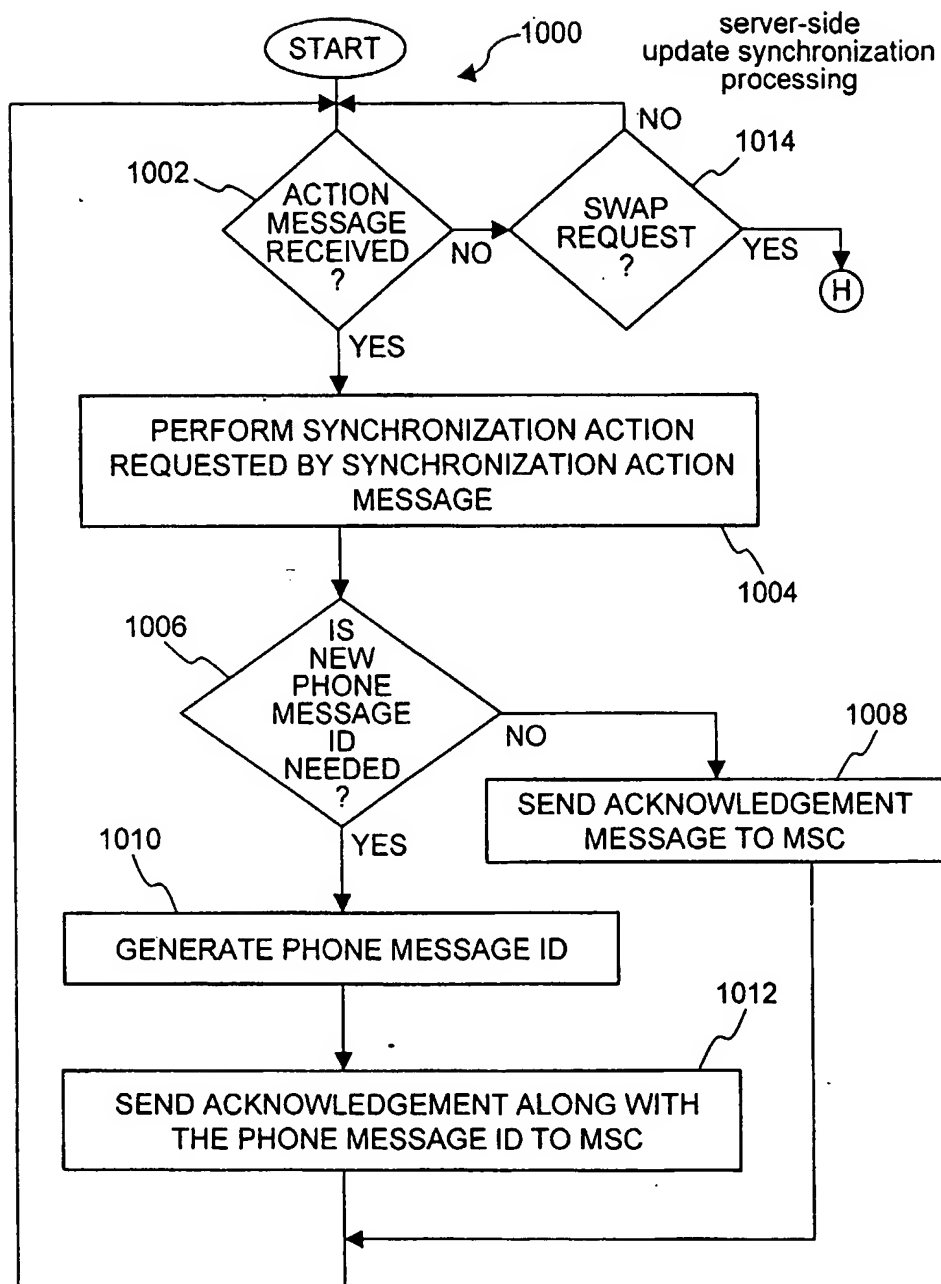 START
1000
server-side
update synchronization
processing
NO
1002
1014
ACTION
MESSAGE
RECEIVED
?
NO
SWAP
REQUEST
?
YES
H
YES
PERFORM SYNCHRONIZATION ACTION
REQUESTED BY SYNCHRONIZATION ACTION
MESSAGE
1004
1006
IS
NEW
PHONE
MESSAGE
ID
NEEDED
?
NO
1008
SEND ACKNOWLEDGEMENT
MESSAGE TO MSC
YES
1010
GENERATE PHONE MESSAGE ID
1012
SEND ACKNOWLEDGEMENT ALONG WITH
THE PHONE MESSAGE ID TO MSC